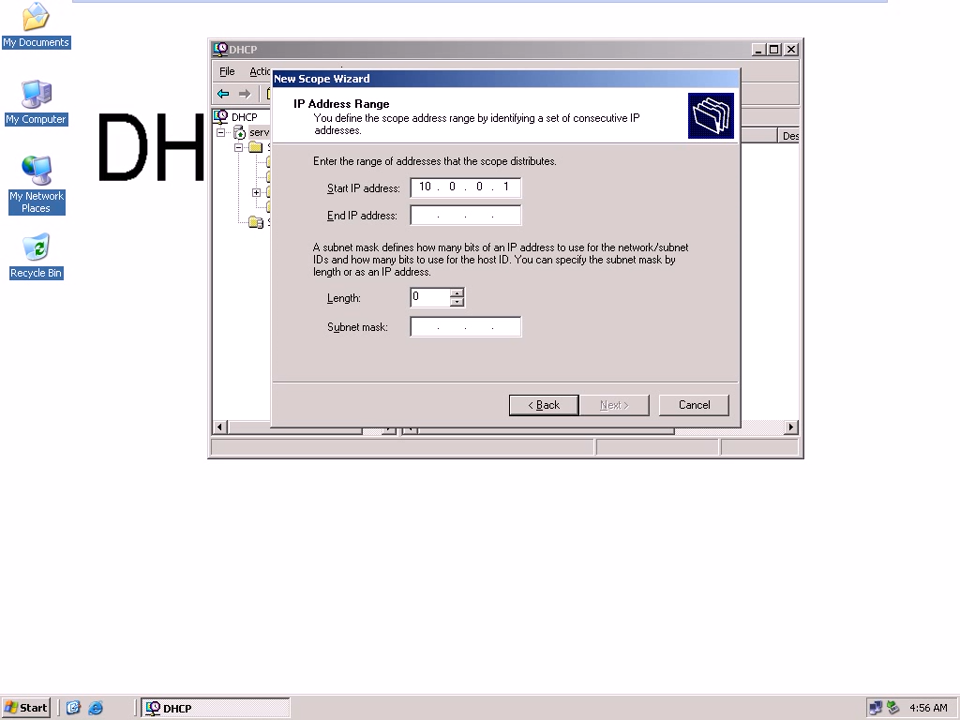 My Documents
My Computer
My Network
Places
Recycle Bin
DH
DHCP
File
New Scope Wizard
IP Address Range
You define the scope address range by identifying a set of consecutive IP
addresses.
DHCP
serv
Des
Enter the range of addresses that the scope distributes.
Start IP address: 10 . 0 . 0 . 1
End IP address: . . .
A subnet mask defines how many bits of an IP address to use for the network/subnet
IDs and how many bits to use for the host ID. You can specify the subnet mask by
length or as an IP address.
Length: 0
Subnet mask: . . .
< Back Next > Cancel
Start DHCP 4:56 AM